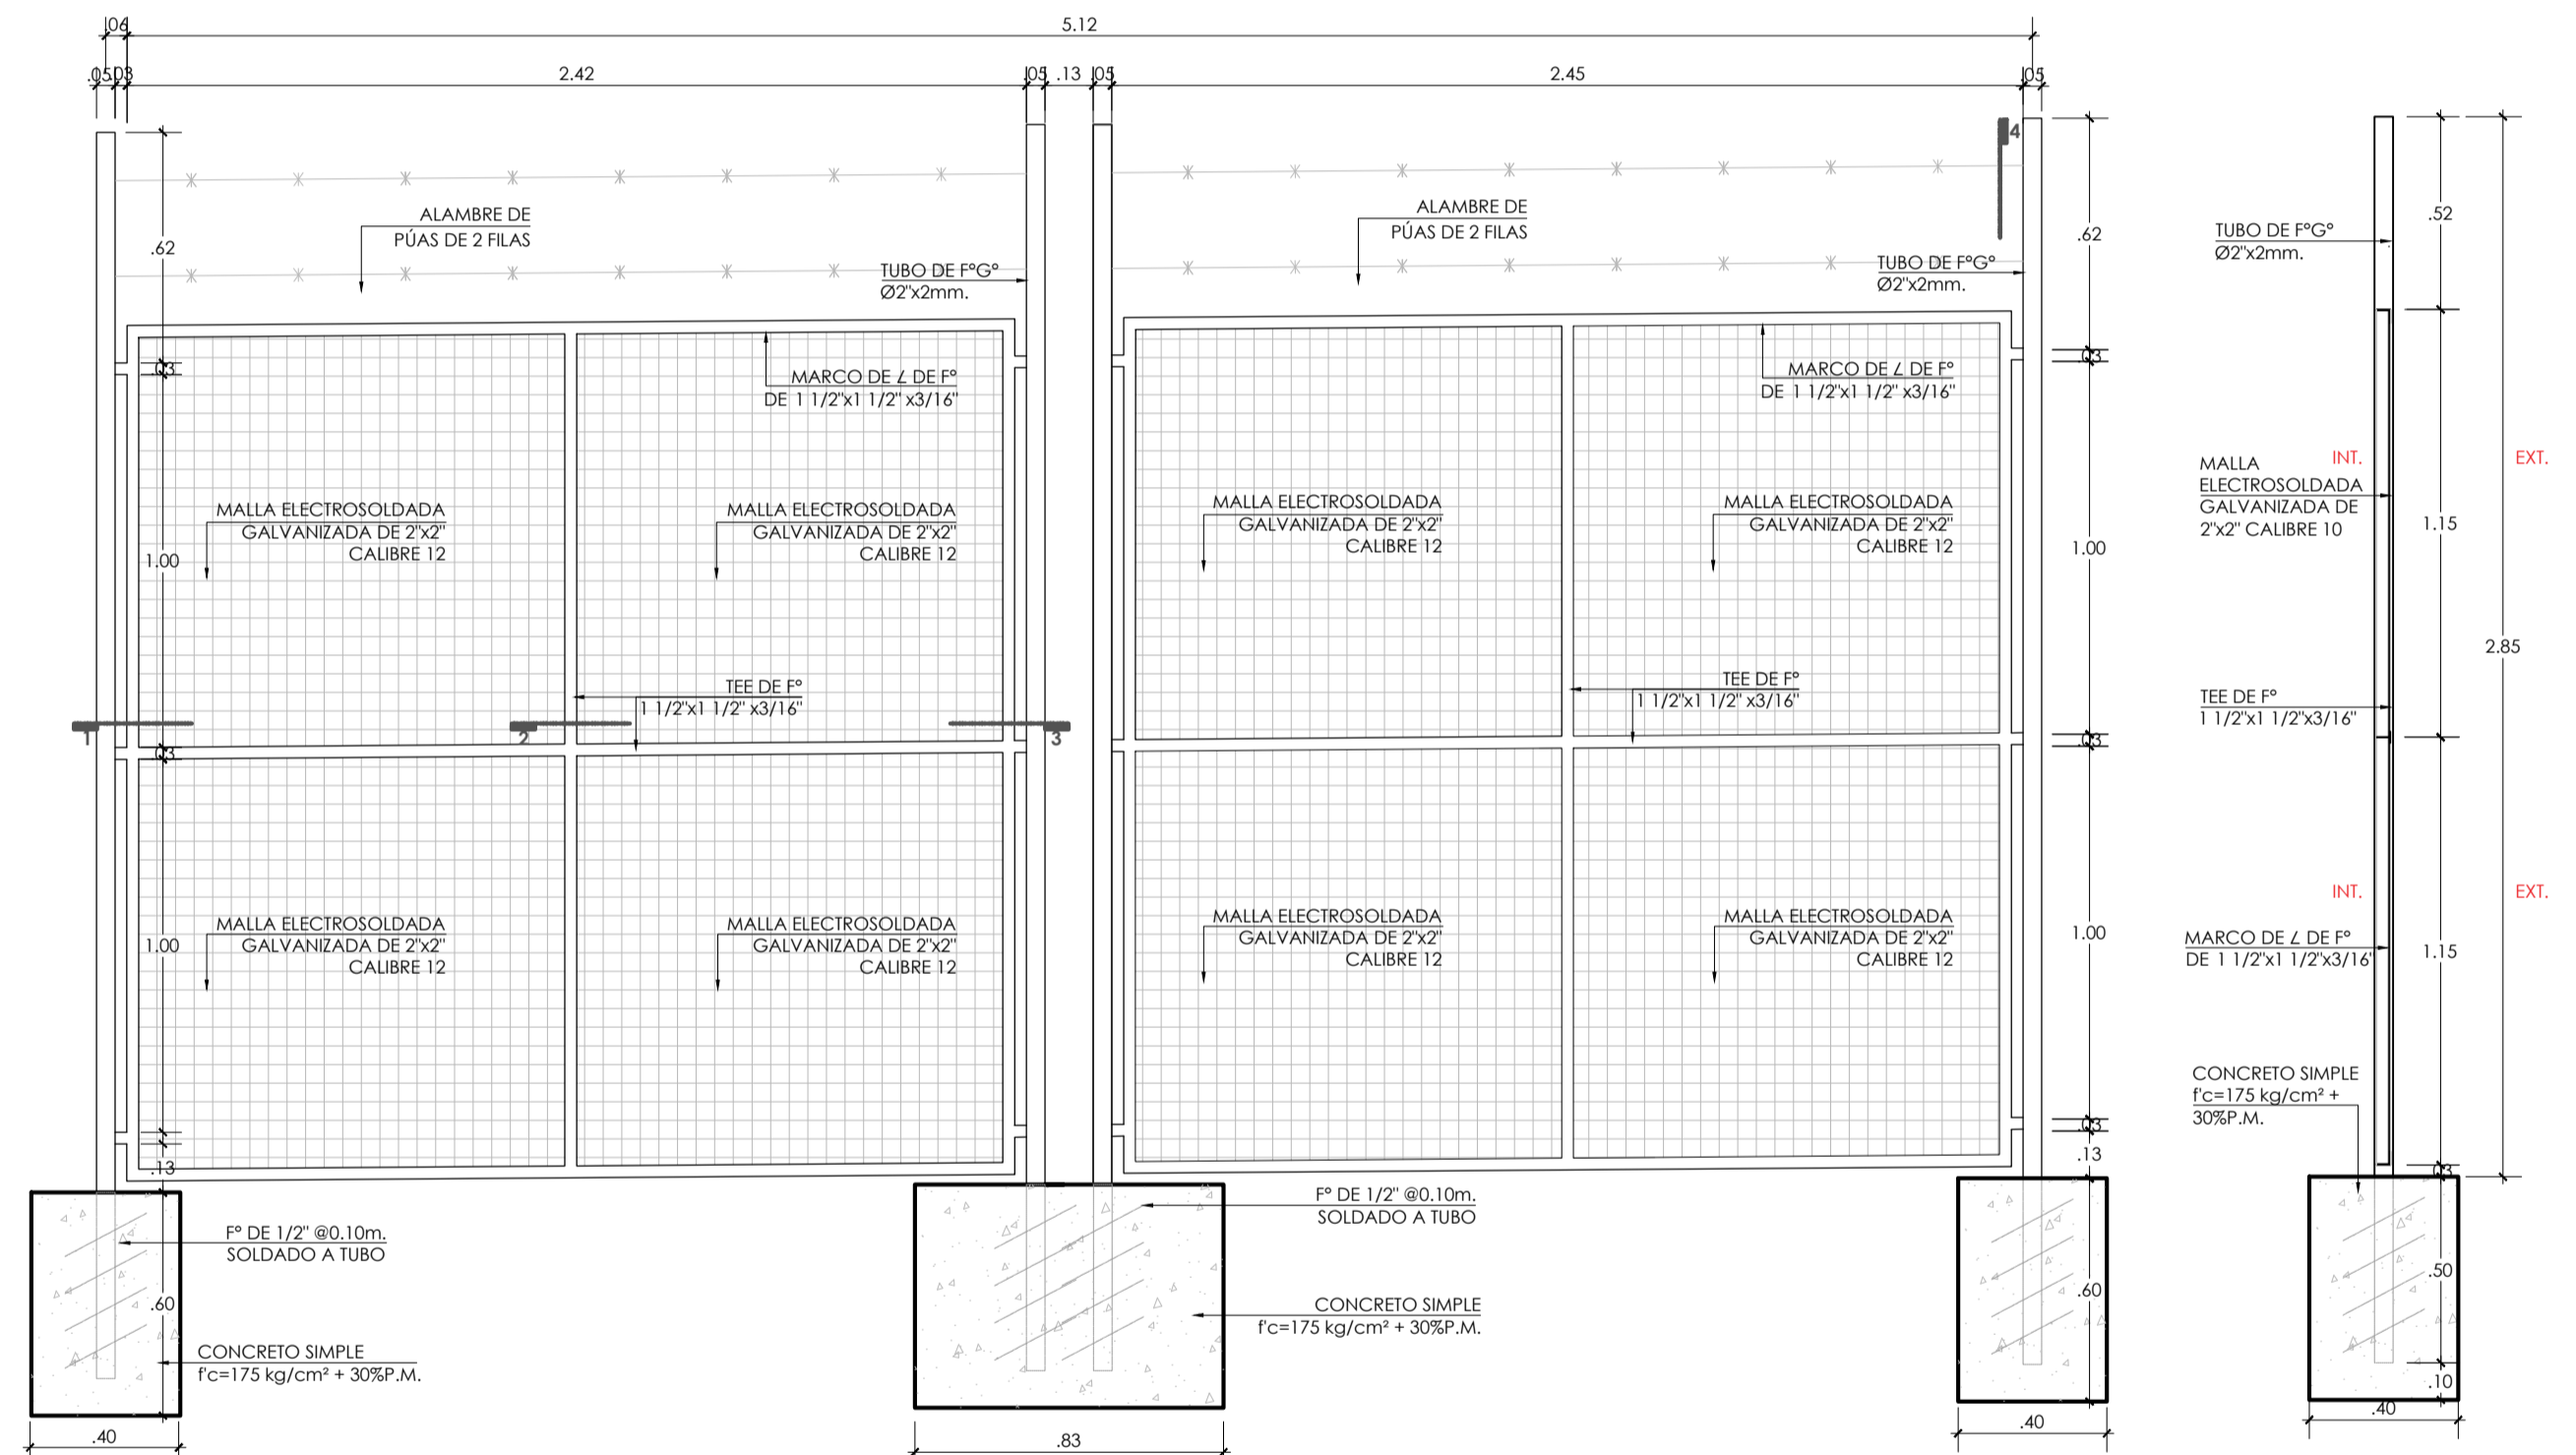 .06
5.12
.05
.03
2.42
.05
.13
.05
2.45
.05
4
ALAMBRE DE
PÚAS DE 2 FILAS
ALAMBRE DE
PÚAS DE 2 FILAS
.62
.62
.52
TUBO DE F°G°
Ø2"x2mm.
TUBO DE F°G°
Ø2"x2mm.
TUBO DE F°G°
Ø2"x2mm.
.03
.03
MARCO DE ∠ DE F°
DE 1 1/2"x1 1/2" x3/16"
MARCO DE ∠ DE F°
DE 1 1/2"x1 1/2" x3/16"
MALLA ELECTROSOLDADA
GALVANIZADA DE 2"x2"
CALIBRE 12
MALLA ELECTROSOLDADA
GALVANIZADA DE 2"x2"
CALIBRE 12
MALLA ELECTROSOLDADA
GALVANIZADA DE 2"x2"
CALIBRE 12
MALLA ELECTROSOLDADA
GALVANIZADA DE 2"x2"
CALIBRE 12
MALLA
ELECTROSOLDADA
GALVANIZADA DE
2"x2" CALIBRE 10
INT.
EXT.
1.00
1.00
1.15
2.85
TEE DE F°
1 1/2"x1 1/2" x3/16"
TEE DE F°
1 1/2"x1 1/2" x3/16"
TEE DE F°
1 1/2"x1 1/2"x3/16"
1
2
3
.03
.03
INT.
EXT.
MALLA ELECTROSOLDADA
GALVANIZADA DE 2"x2"
CALIBRE 12
MALLA ELECTROSOLDADA
GALVANIZADA DE 2"x2"
CALIBRE 12
MALLA ELECTROSOLDADA
GALVANIZADA DE 2"x2"
CALIBRE 12
MALLA ELECTROSOLDADA
GALVANIZADA DE 2"x2"
CALIBRE 12
1.00
1.00
MARCO DE ∠ DE F°
DE 1 1/2"x1 1/2"x3/16"
1.15
CONCRETO SIMPLE
f'c=175 kg/cm² +
30%P.M.
.03
.13
.13
.03
F° DE 1/2" @0.10m.
SOLDADO A TUBO
F° DE 1/2" @0.10m.
SOLDADO A TUBO
.60
.60
.50
CONCRETO SIMPLE
f'c=175 kg/cm² + 30%P.M.
CONCRETO SIMPLE
f'c=175 kg/cm² + 30%P.M.
.10
.40
.83
.40
.40